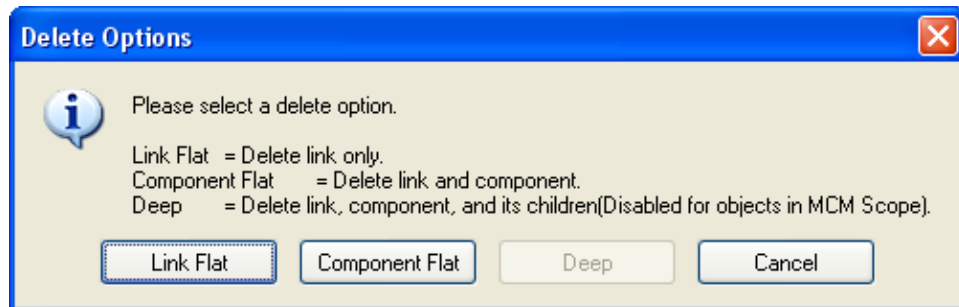 Delete Options
Please select a delete option.
Link Flat = Delete link only.
Component Flat = Delete link and component.
Deep = Delete link, component, and its children(Disabled for objects in MCM Scope).
Link Flat Component Flat Deep Cancel